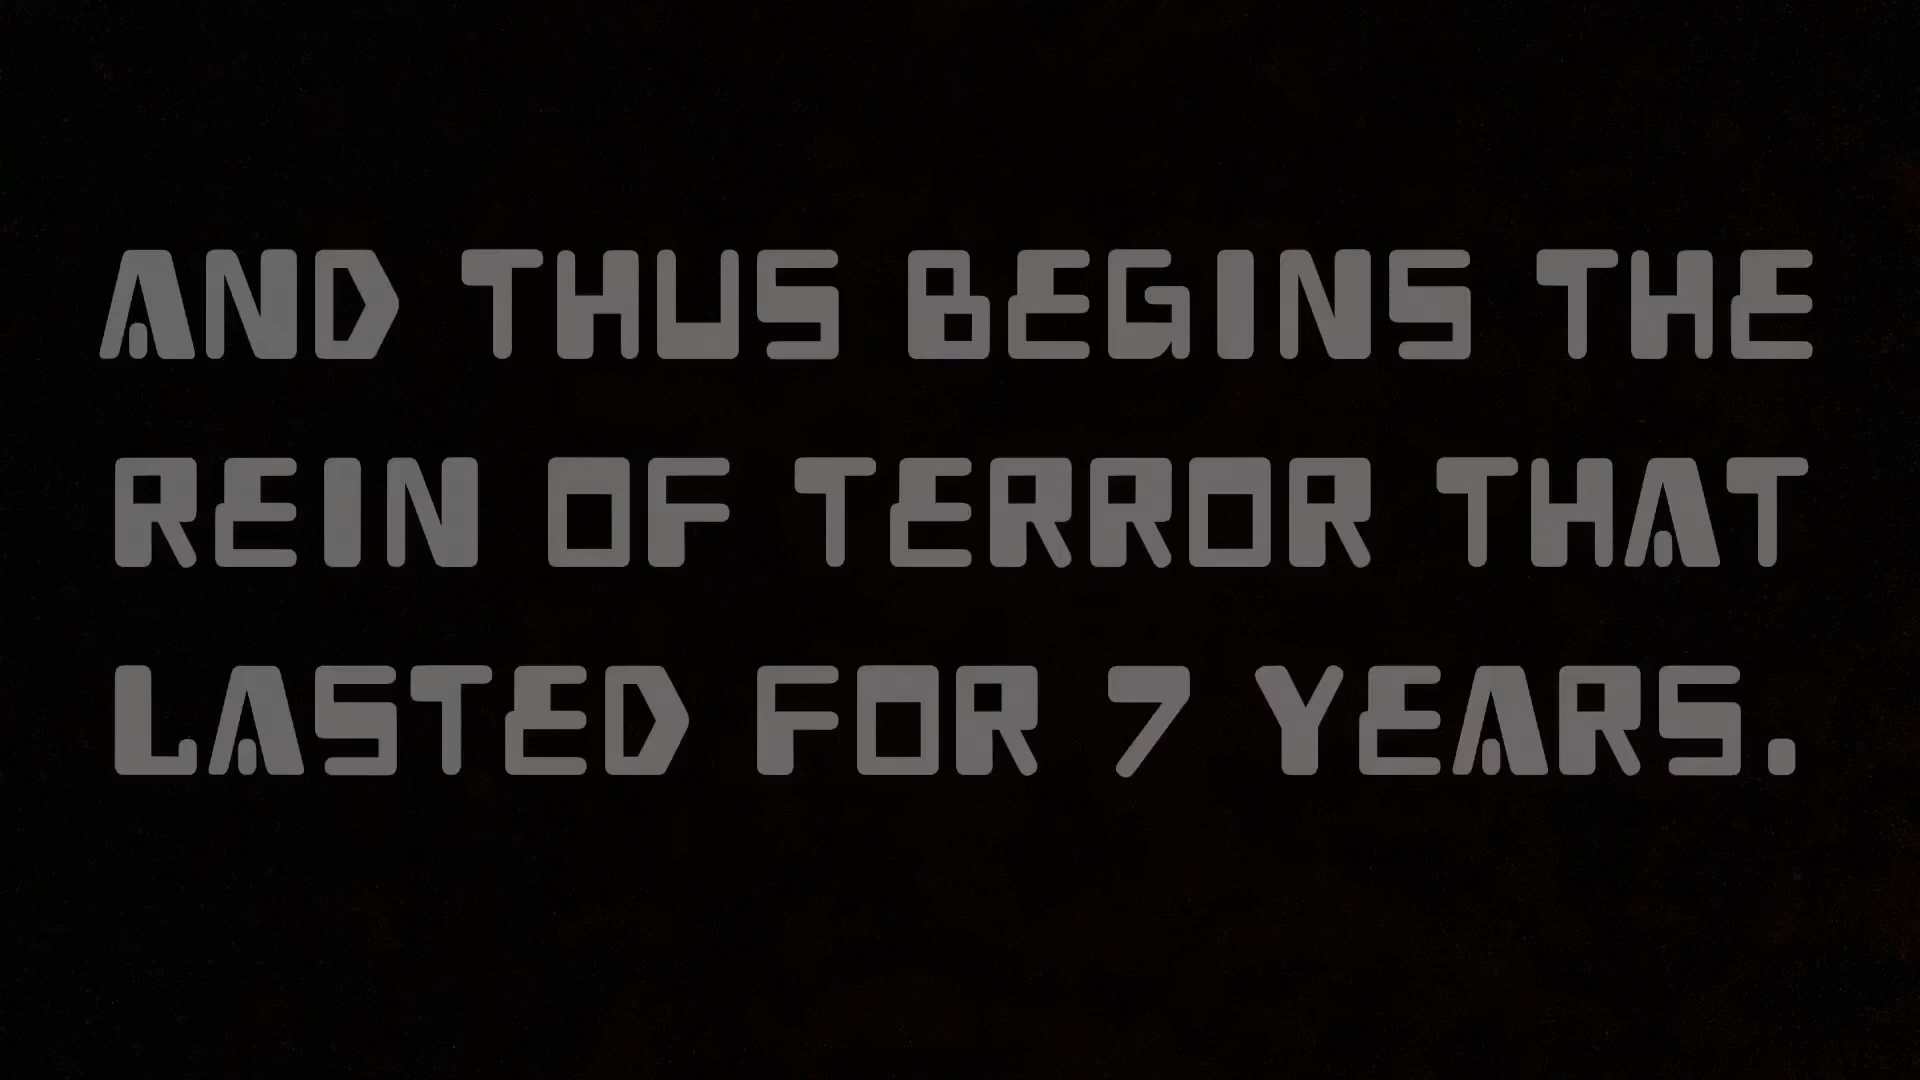 AND THUS BEGINS THE
REIN OF TERROR THAT
LASTED FOR 7 YEARS.